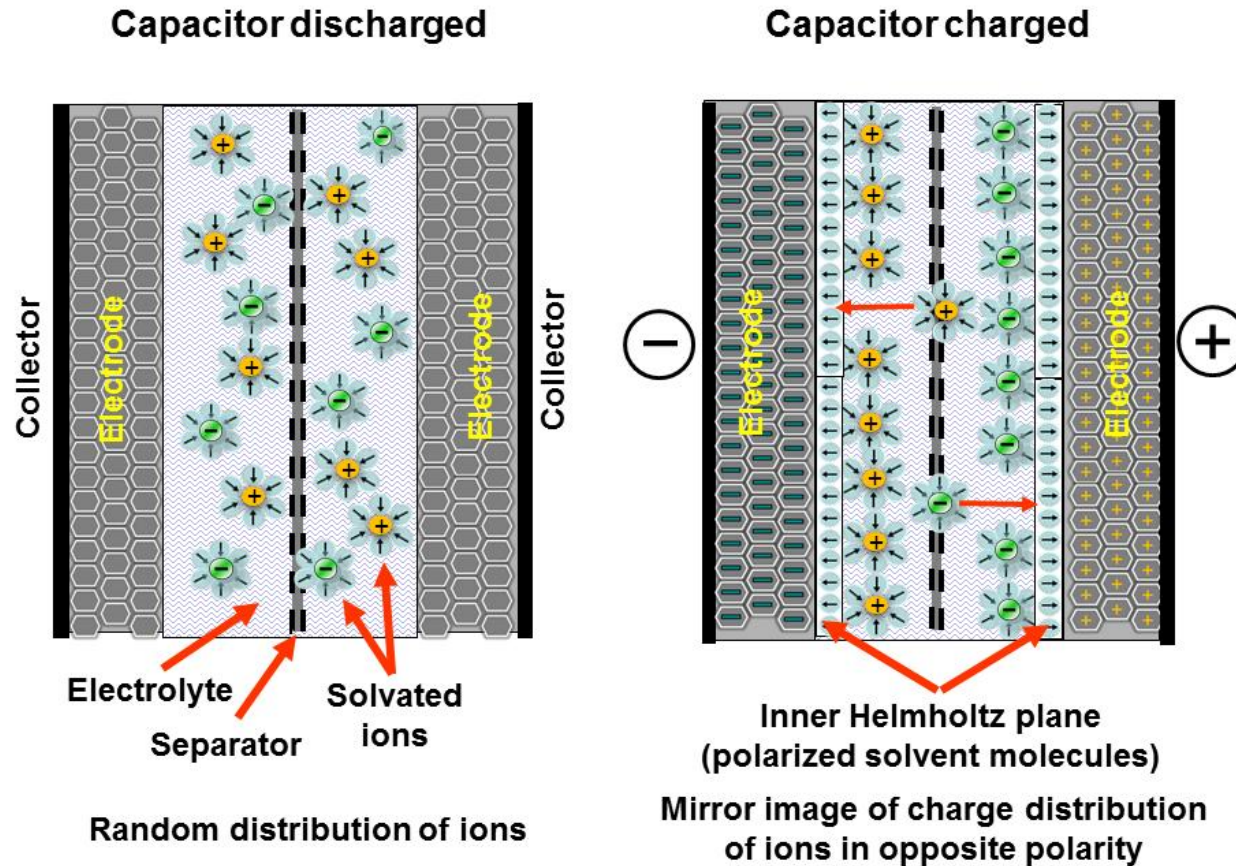 Capacitor discharged
Capacitor charged
Collector
Electrode
Electrode
Collector
−
Electrode
Electrode
+
Electrolyte
Separator
Solvated
ions
Inner Helmholtz plane
(polarized solvent molecules)
Random distribution of ions
Mirror image of charge distribution
of ions in opposite polarity